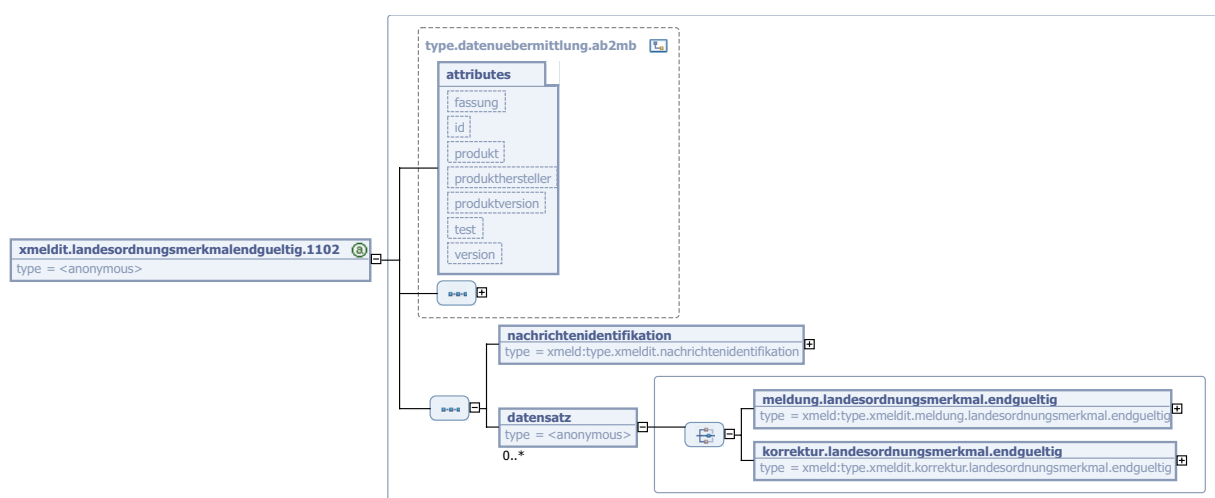 type.datenuebermittlung.ab2mb
attributes
fassung
id
produkt
produkthersteller
produktversion
test
version
xmeldit.landesordnungsmerkmalendgueltig.1102 a
type = <anonymous>
nachrichtenidentifikation
type = xmeld:type.xmeldit.nachrichtenidentifikation
datensatz
type = <anonymous>
0..*
meldung.landesordnungsmerkmal.endgueltig
type = xmeld:type.xmeldit.meldung.landesordnungsmerkmal.endgueltig
korrektur.landesordnungsmerkmal.endgueltig
type = xmeld:type.xmeldit.korrektur.landesordnungsmerkmal.endgueltig